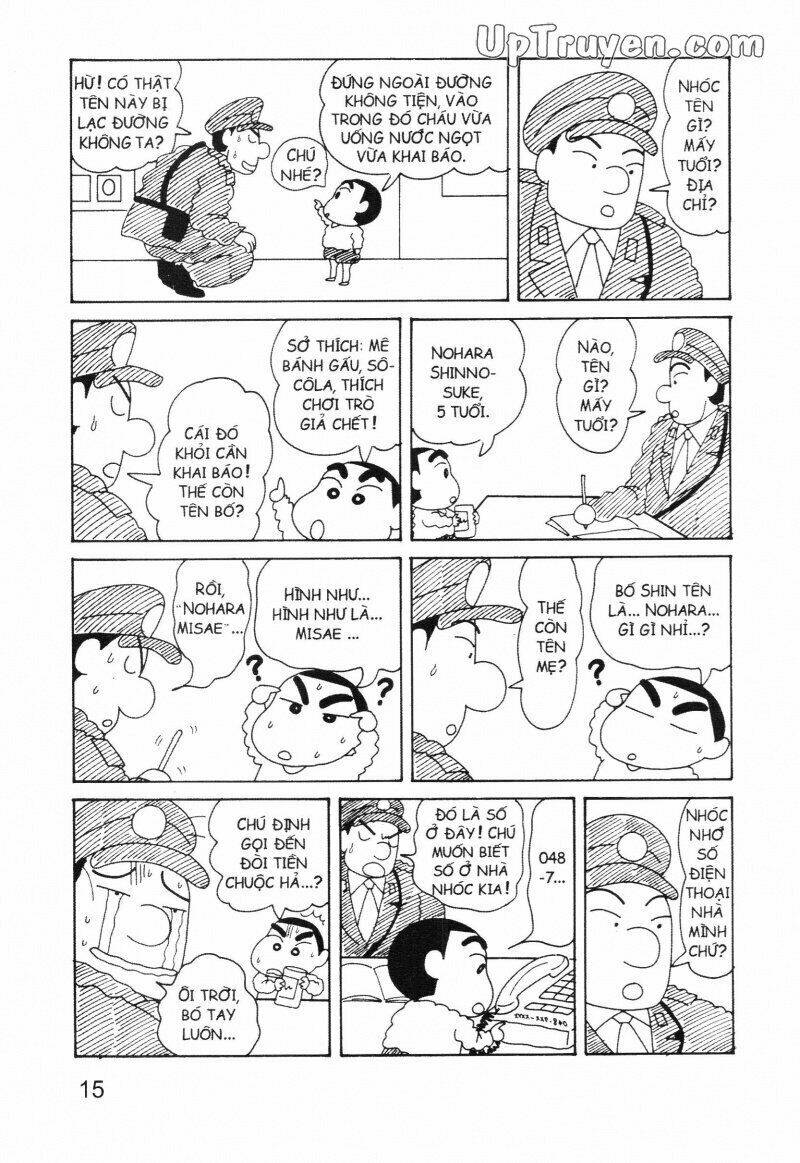 UpTruyen.com
NHÓC
TÊN
GÌ?
MẤY
TUỔI?
ĐỊA
CHỈ?
ĐỨNG NGOÀI ĐƯỜNG
KHÔNG TIỆN, VÀO
TRONG ĐÓ CHÁU VỪA
UỐNG NƯỚC NGỌT
VỪA KHAI BÁO.
CHÚ
NHÉ?
HỪ! CÓ THẬT
TÊN NÀY BỊ
LẠC ĐƯỜNG
KHÔNG TA?
NÀO,
TÊN
GÌ?
MẤY
TUỔI?
NOHARA
SHINNO-
SUKE,
5 TUỔI.
SỞ THÍCH: MÊ
BÁNH GẤU, SÔ-
CÔLA, THÍCH
CHƠI TRÒ
GIẢ CHẾT!
CÁI ĐÓ
KHỎI CẦN
KHAI BÁO!
THẾ CÒN
TÊN BỐ?
BỐ SHIN TÊN
LÀ... NOHARA...
GÌ GÌ NHỈ...?
THẾ
CÒN
TÊN
MẸ?
HÌNH NHƯ...
HÌNH NHƯ LÀ...
MISAE ...
?
?
RỒI,
"NOHARA
MISAE"...
NHÓC
NHỚ
SỐ
ĐIỆN
THOẠI
NHÀ
MÌNH
CHỨ?
048
-7...
ĐÓ LÀ SỐ
Ở ĐÂY! CHÚ
MUỐN BIẾT
SỐ Ở NHÀ
NHÓC KIA!
CHÚ ĐỊNH
GỌI ĐẾN
ĐÒI TIỀN
CHUỘC HẢ...?
ÔI TRỜI,
BÓ TAY
LUÔN...
15